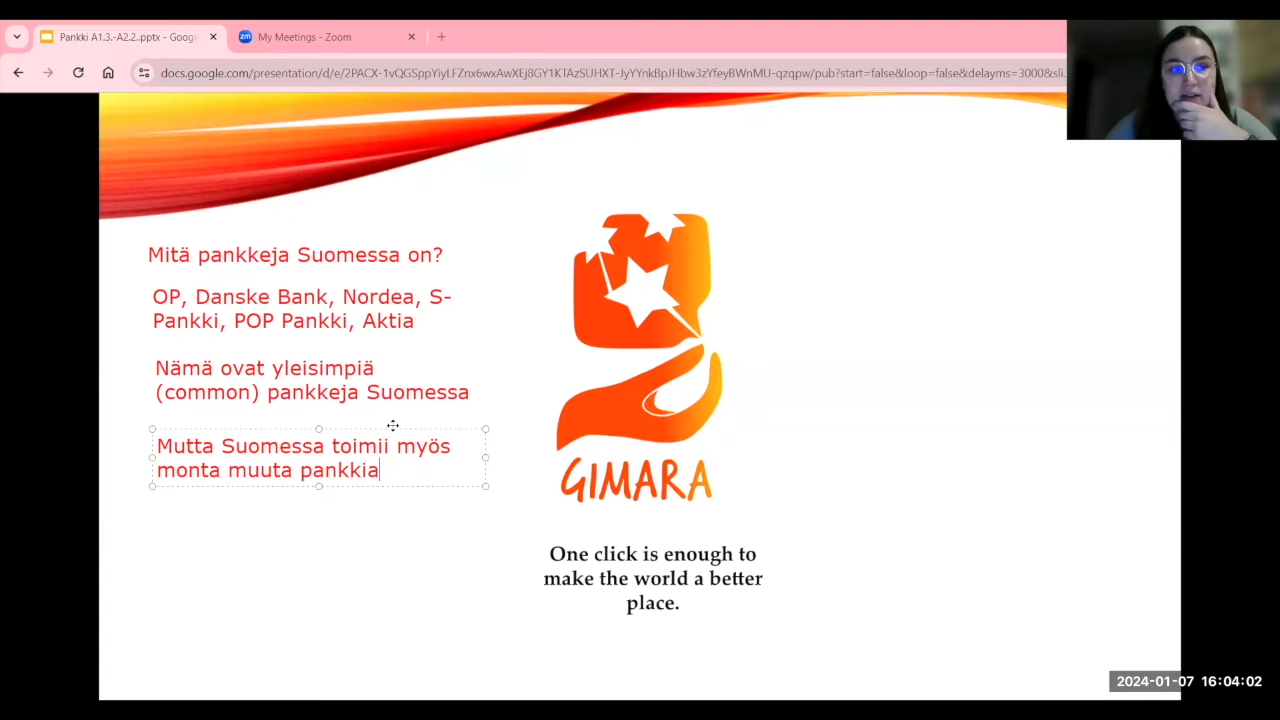 Pankki A1.3.-A2.2..pptx - Goog
My Meetings - Zoom
docs.google.com/presentation/d/e/2PACX-1vQGSppYiyLFZnx6wxAwXEj8GY1KTAzSUHXT-JyYYnkBpJHbw3zYfeyBWnMU-qzqpw/pub?start=false&loop=false&delayms=3000&sli
Mitä pankkeja Suomessa on?
OP, Danske Bank, Nordea, S-
Pankki, POP Pankki, Aktia
Nämä ovat yleisimpiä
(common) pankkeja Suomessa
Mutta Suomessa toimii myös
monta muuta pankkia
GIMARA
One click is enough to
make the world a better
place.
2024-01-07 16:04:02